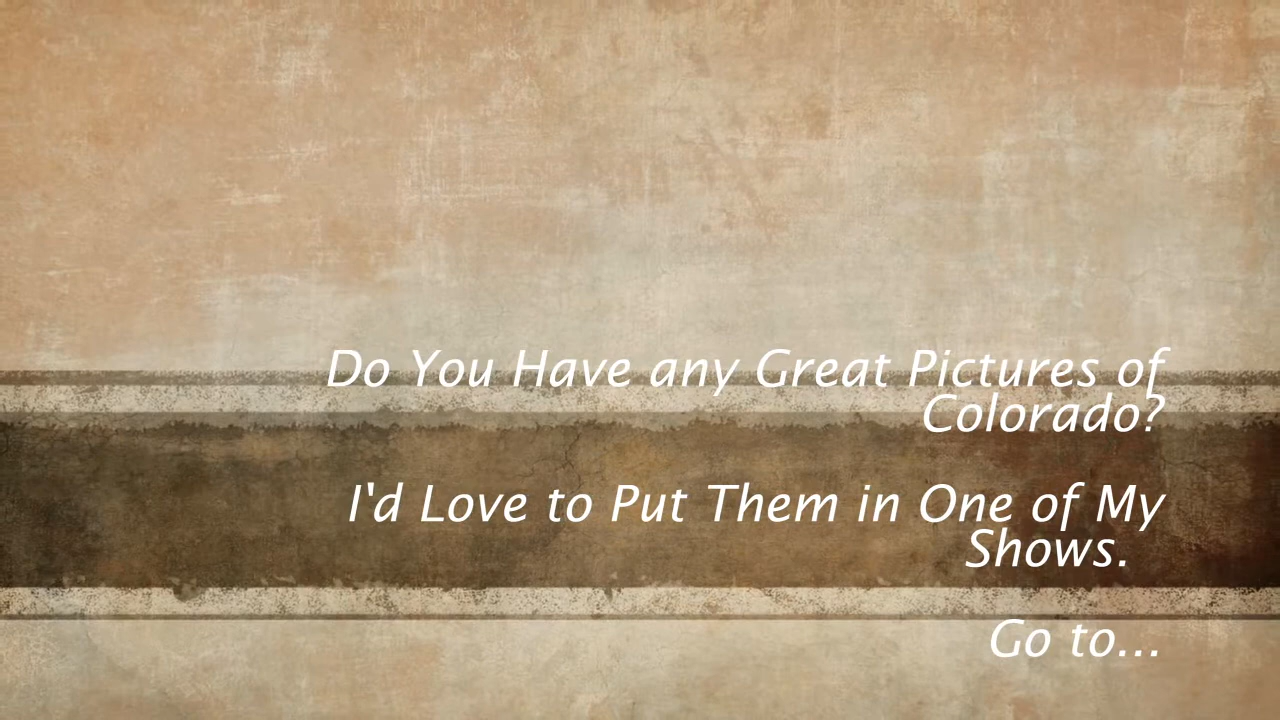 Do You Have any Great Pictures of
Colorado?
I'd Love to Put Them in One of My
Shows.
Go to...